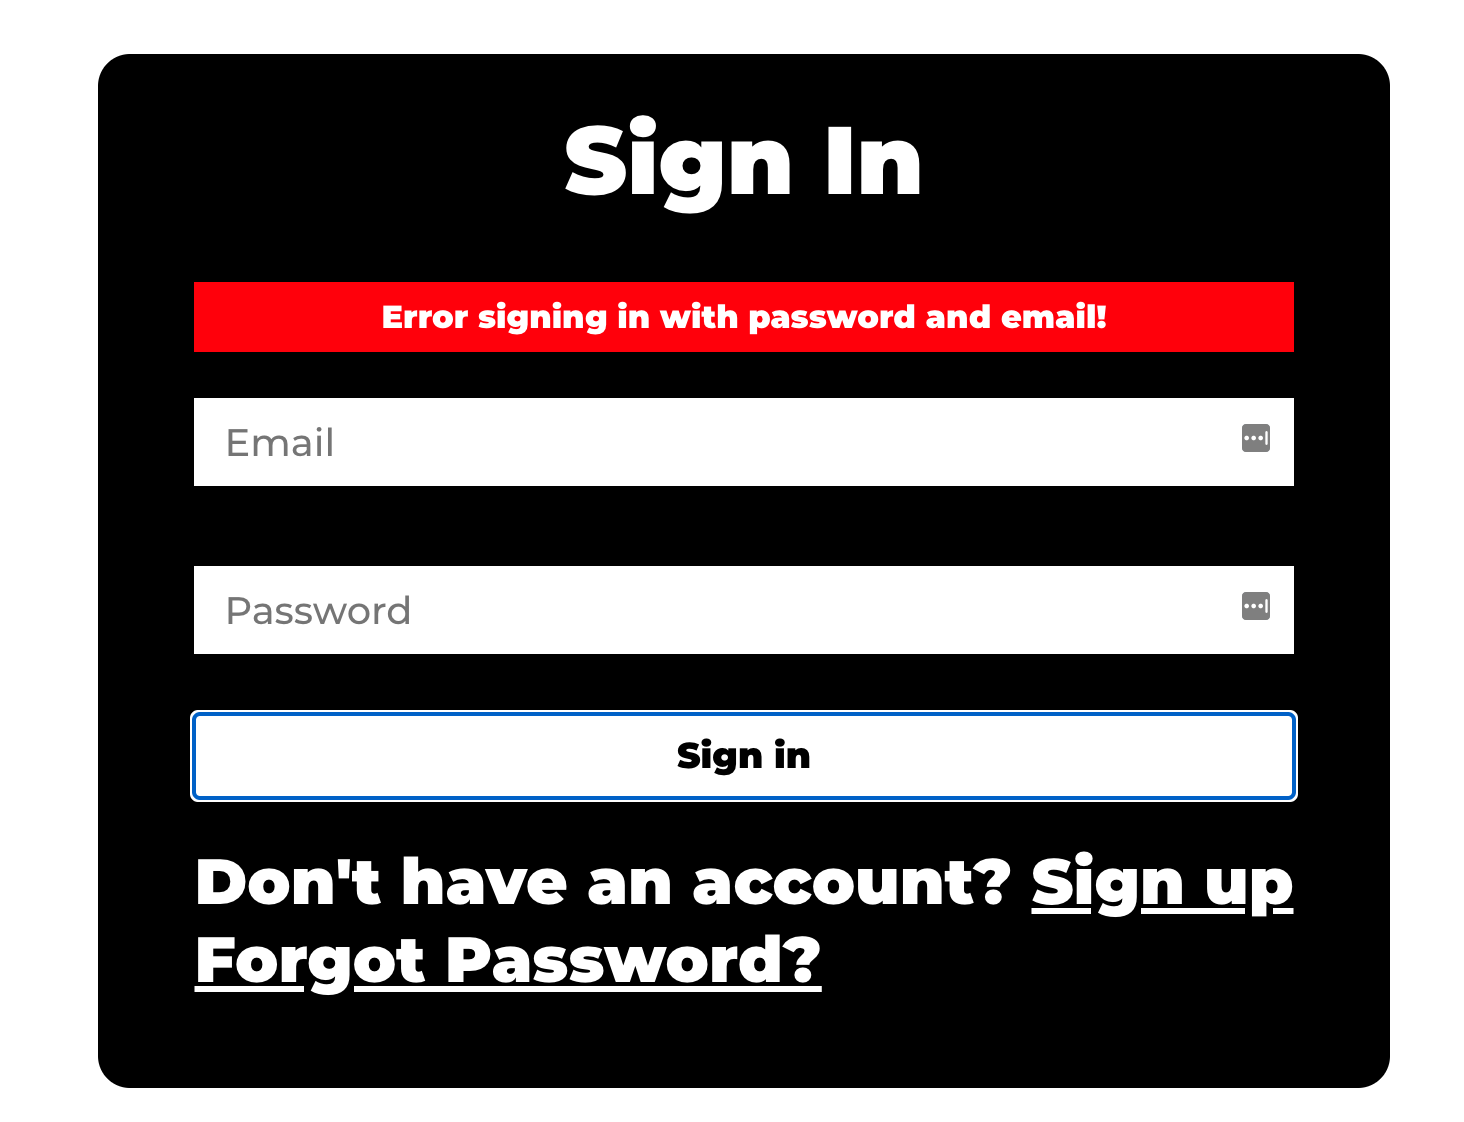 Sign In
Error signing in with password and email!
Email
Password
Sign in
Don't have an account? Sign up
Forgot Password?